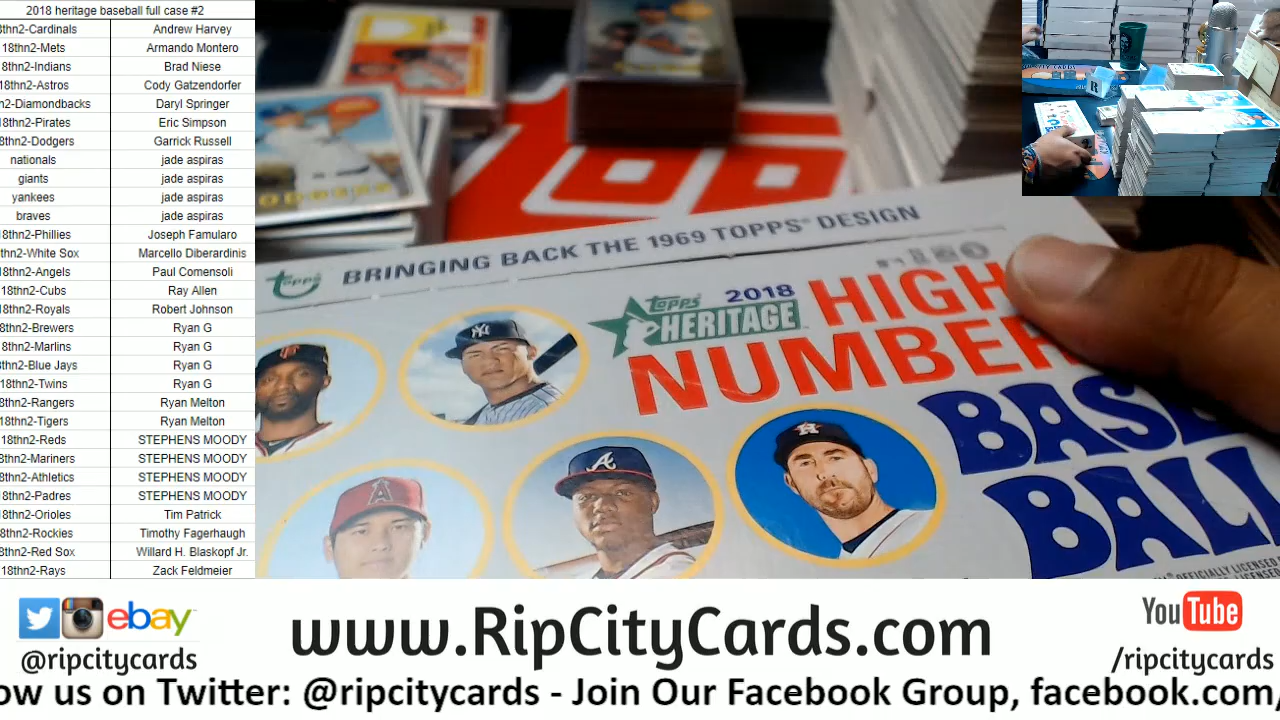 2018 heritage baseball full case #2
8thn2-Cardinals Andrew Harvey
18thn2-Mets Armando Montero
18thn2-Indians Brad Niese
18thn2-Astros Cody Gatzendorfer
n2-Diamondbacks Daryl Springer
8thn2-Pirates Eric Simpson
8thn2-Dodgers Garrick Russell
nationals jade aspiras
giants jade aspiras
yankees jade aspiras
braves jade aspiras
8thn2-Phillies Joseph Famularo
thn2-White Sox Marcello Diberardinis
18thn2-Angels Paul Comensoli
18thn2-Cubs Ray Allen
18thn2-Royals Robert Johnson
8thn2-Brewers Ryan G
8thn2-Marlins Ryan G
8thn2-Blue Jays Ryan G
18thn2-Twins Ryan G
8thn2-Rangers Ryan Melton
18thn2-Tigers Ryan Melton
18thn2-Reds STEPHENS MOODY
8thn2-Mariners STEPHENS MOODY
8thn2-Athletics STEPHENS MOODY
8thn2-Padres STEPHENS MOODY
18thn2-Orioles Tim Patrick
8thn2-Rockies Timothy Fagerhaugh
8thn2-Red Sox Willard H. Blaskopf Jr.
18thn2-Rays Zack Feldmeier
DODGERS
Topps BRINGING BACK THE 1969 TOPPS® DESIGN
Topps 2018 HERITAGE HIGH
NUMBER
BASE
BALL
OFFICIALLY LICENSED
ebay
@ripcitycards
www.RipCityCards.com
YouTube
/ripcitycards
ow us on Twitter: @ripcitycards - Join Our Facebook Group, facebook.com/